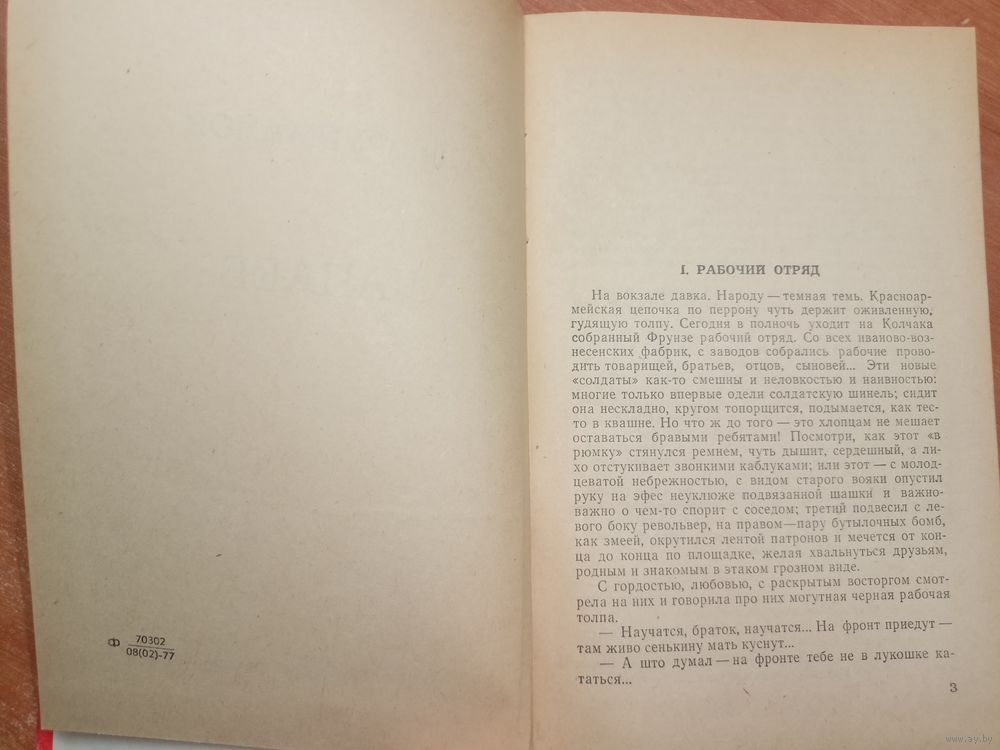 Ф 70302
08(02)-77
I. РАБОЧИЙ ОТРЯД
На вокзале давка. Народу — темная темь. Красноар-
мейская цепочка по перрону чуть держит оживленную,
гудящую толпу. Сегодня в полночь уходит на Колчака
собранный Фрунзе рабочий отряд. Со всех иваново-воз-
несенских фабрик, с заводов собрались рабочие прово-
дить товарищей, братьев, отцов, сыновей... Эти новые
«солдаты» как-то смешны и неловкостью и наивностью:
многие только впервые одели солдатскую шинель; сидит
она нескладно, кругом топорщится, подымается, как тес-
то в квашне. Но что ж до того — это хлопцам не мешает
оставаться бравыми ребятами! Посмотри, как этот «в
рюмку» стянулся ремнем, чуть дышит, сердешный, а ли-
хо отстукивает звонкими каблуками; или этот — с молод-
цеватой небрежностью, с видом старого вояки опустил
руку на эфес неуклюже подвязанной шашки и важно-
важно о чем-то спорит с соседом; третий подвесил с ле-
вого боку револьвер, на правом — пару бутылочных бомб,
как змеей, окрутился лентой патронов и мечется от кон-
ца до конца по площадке, желая хвальнуться друзьям,
родным и знакомым в этаком грозном виде.
С гордостью, любовью, с раскрытым восторгом смот-
рела на них и говорила про них могутная черная рабочая
толпа.
— Научатся, браток, научатся... На фронт приедут —
там живо сенькину мать куснут...
— А што думал — на фронте тебе не в лукошке ка-
таться...
3
www.ay.by